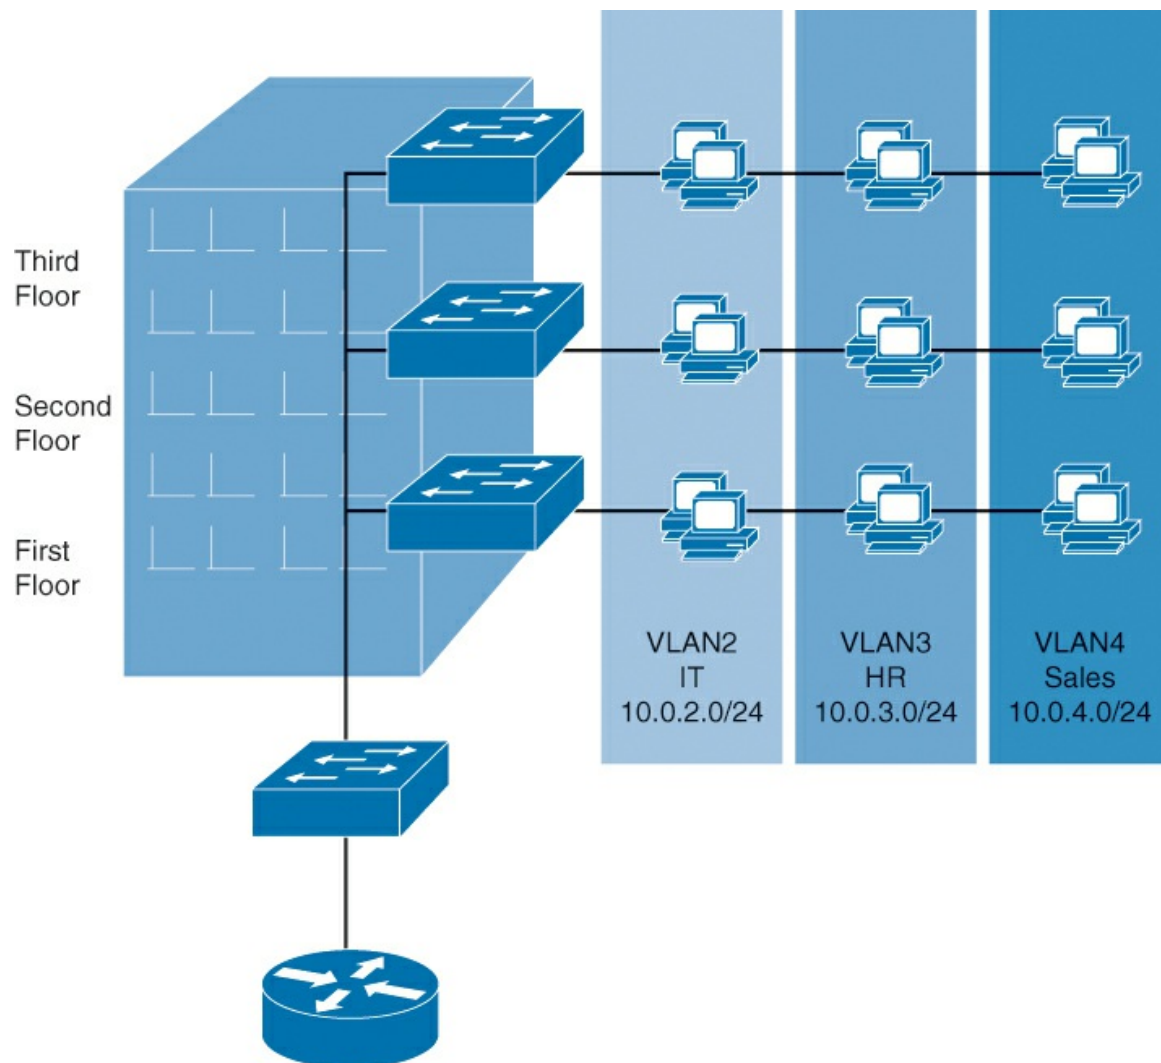 Third
Floor
Second
Floor
First
Floor
VLAN2
IT
10.0.2.0/24
VLAN3
HR
10.0.3.0/24
VLAN4
Sales
10.0.4.0/24